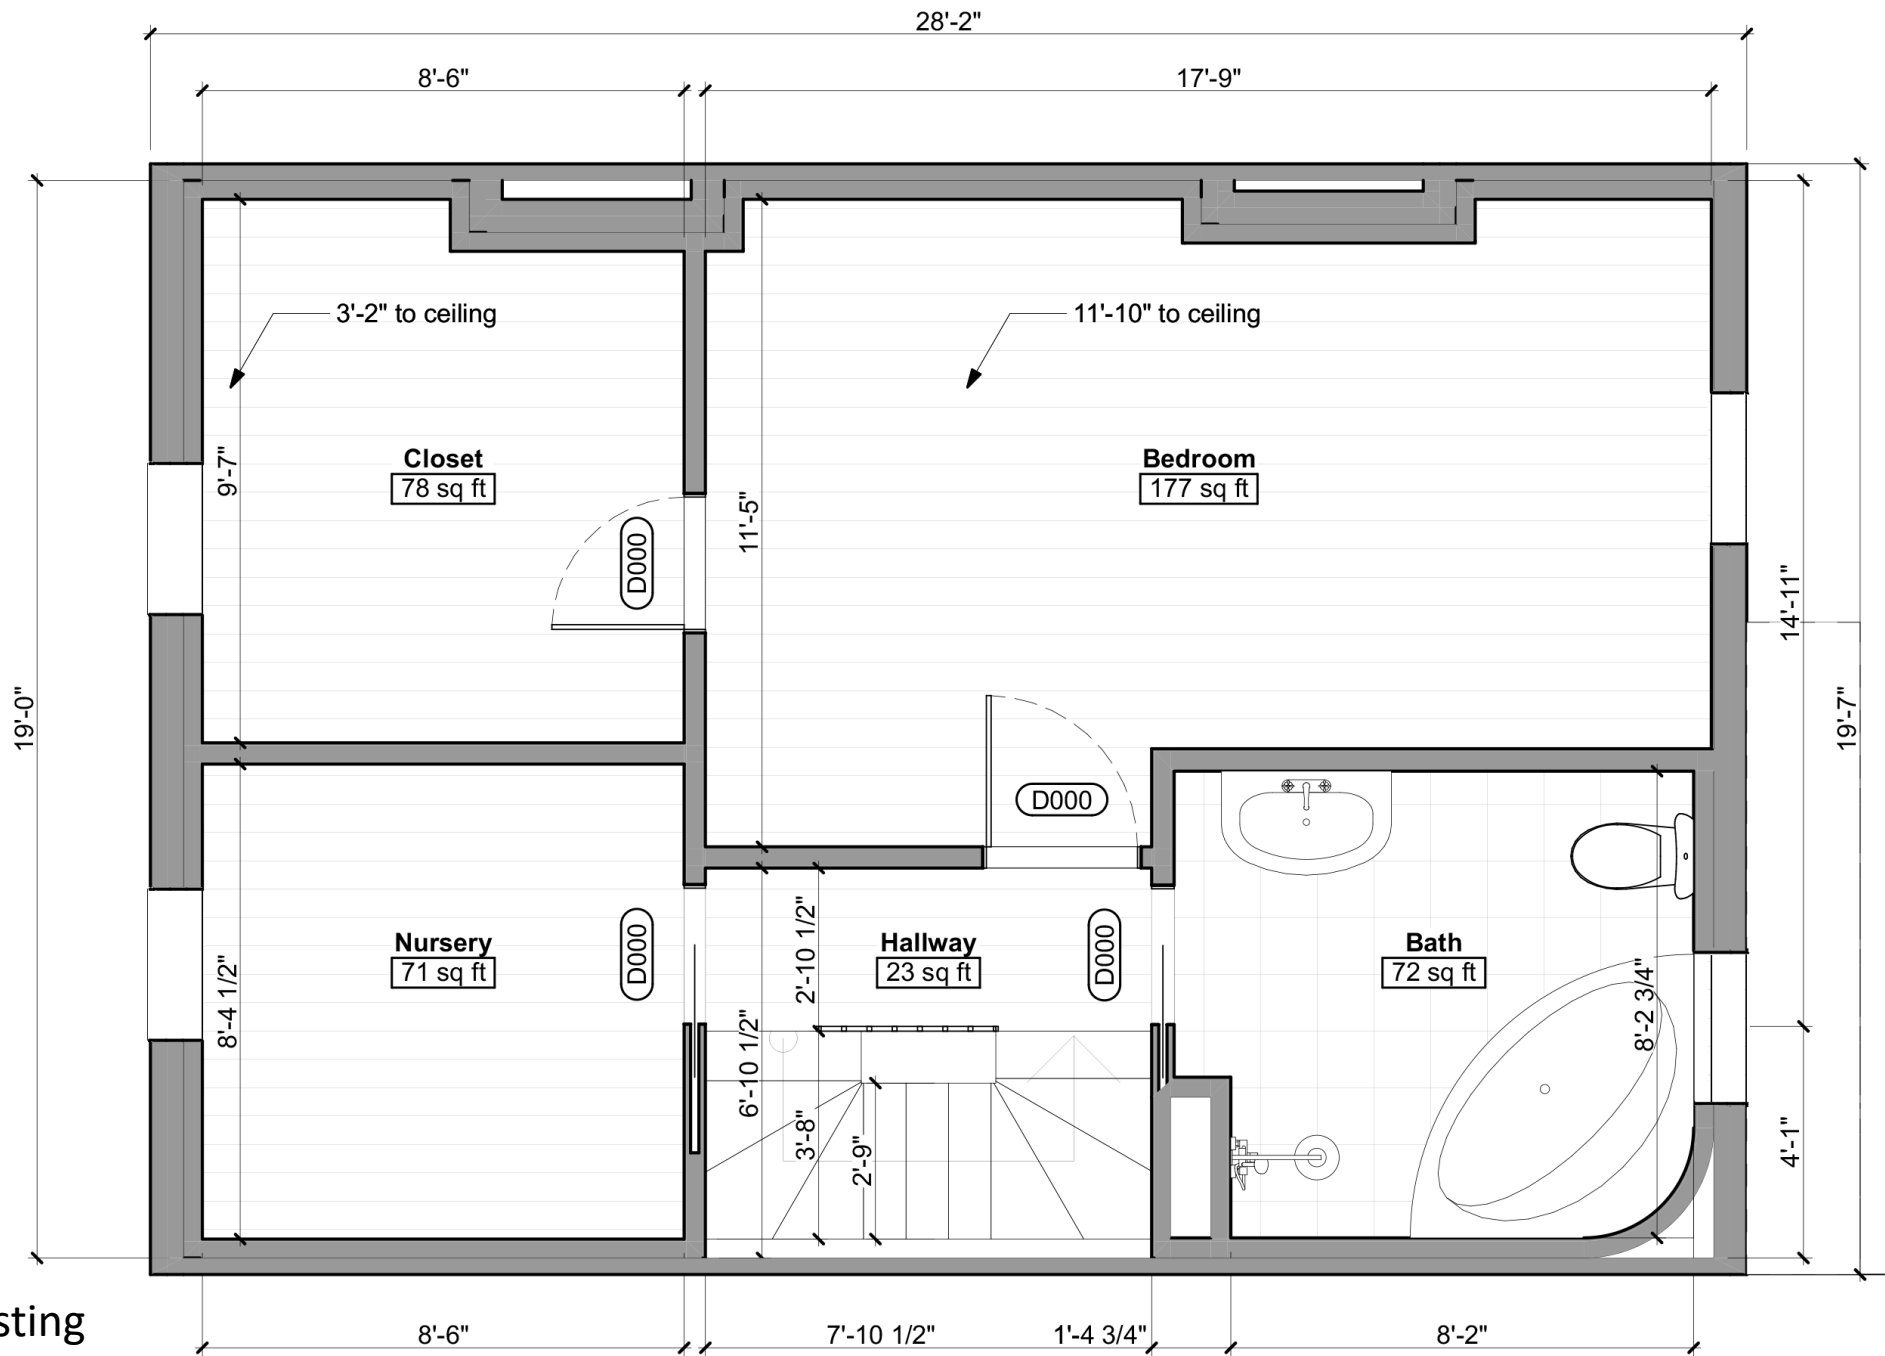 28'-2"
8'-6"
17'-9"
3'-2" to ceiling
11'-10" to ceiling
Closet
78 sq ft
9'-7"
D000
11'-5"
Bedroom
177 sq ft
14'-11"
19'-0"
19'-7"
D000
Nursery
71 sq ft
8'-4 1/2"
D000
2'-10 1/2"
Hallway
23 sq ft
D000
Bath
72 sq ft
8'-2 3/4"
6'-10 1/2"
3'-8"
2'-9"
4'-1"
sting
8'-6"
7'-10 1/2"
1'-4 3/4"
8'-2"